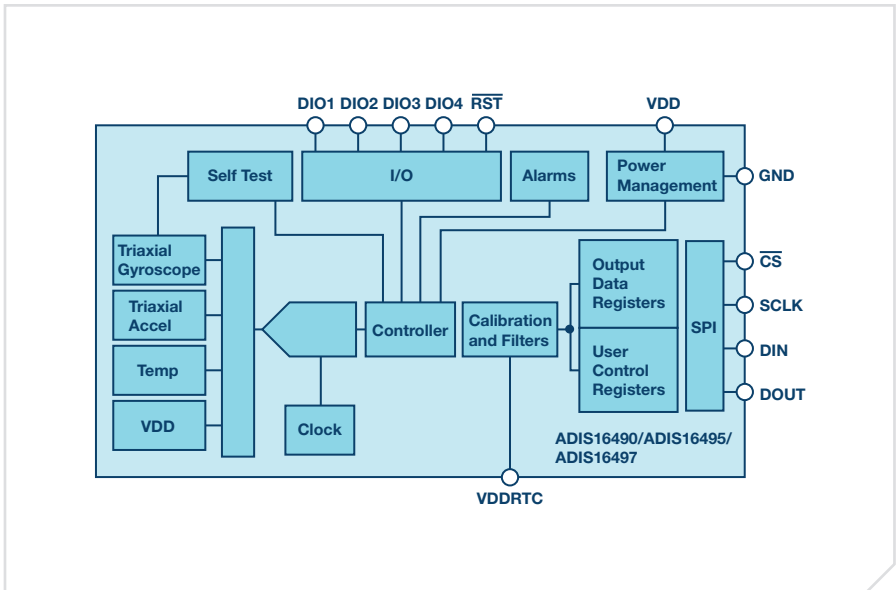 DIO1 DIO2 DIO3 DIO4 RST
VDD
Self Test
I/O
Alarms
Power
Management
GND
Triaxial
Gyroscope
Triaxial
Accel
Temp
VDD
Clock
Controller
Calibration
and Filters
Output
Data
Registers
User
Control
Registers
SPI
CS
SCLK
DIN
DOUT
ADIS16490/ADIS16495/
ADIS16497
VDDRTC